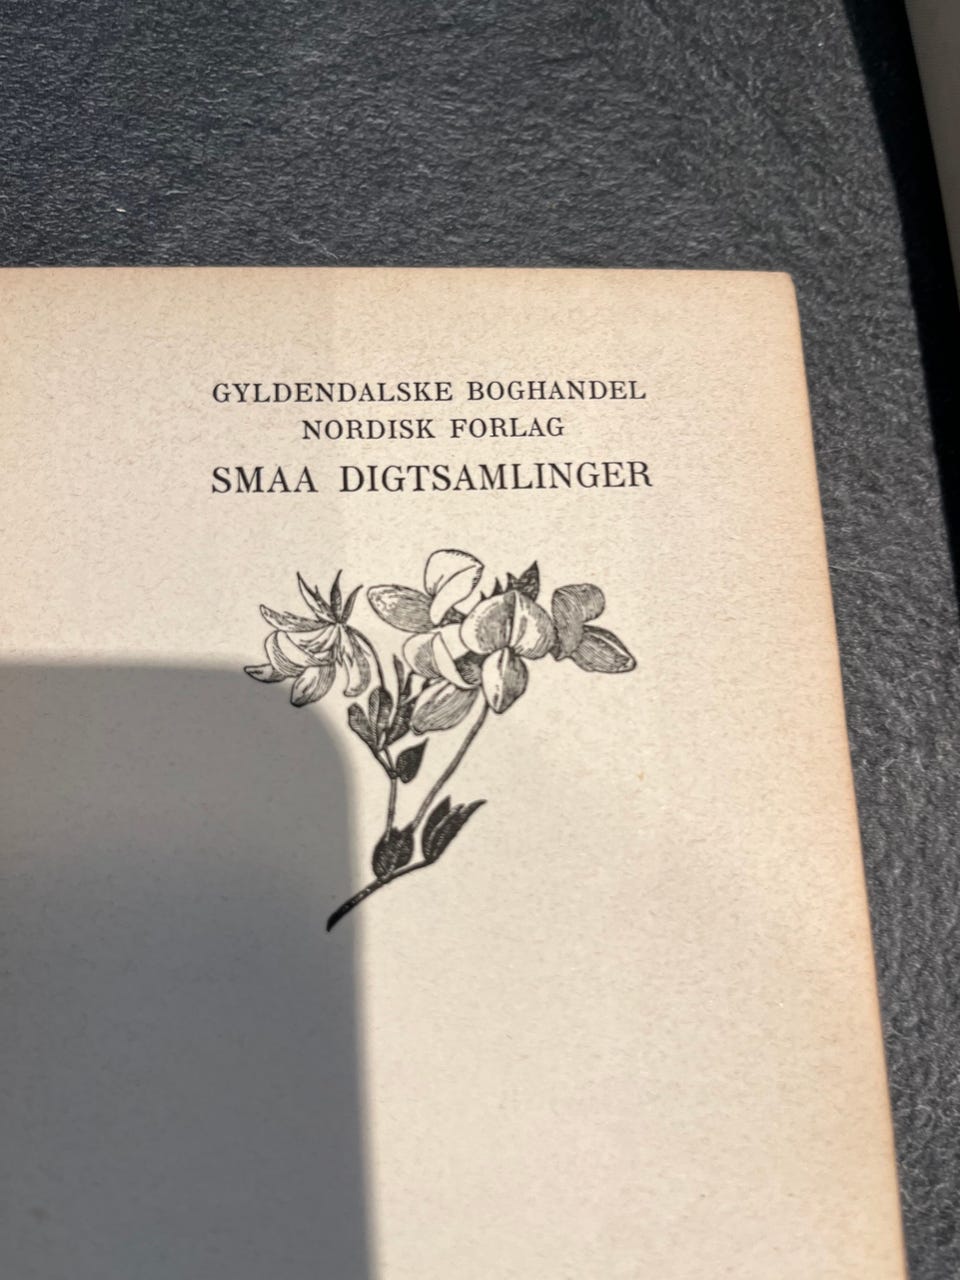 GYLDENDALSKE BOGHANDEL
NORDISK FORLAG
SMAA DIGTSAMLINGER